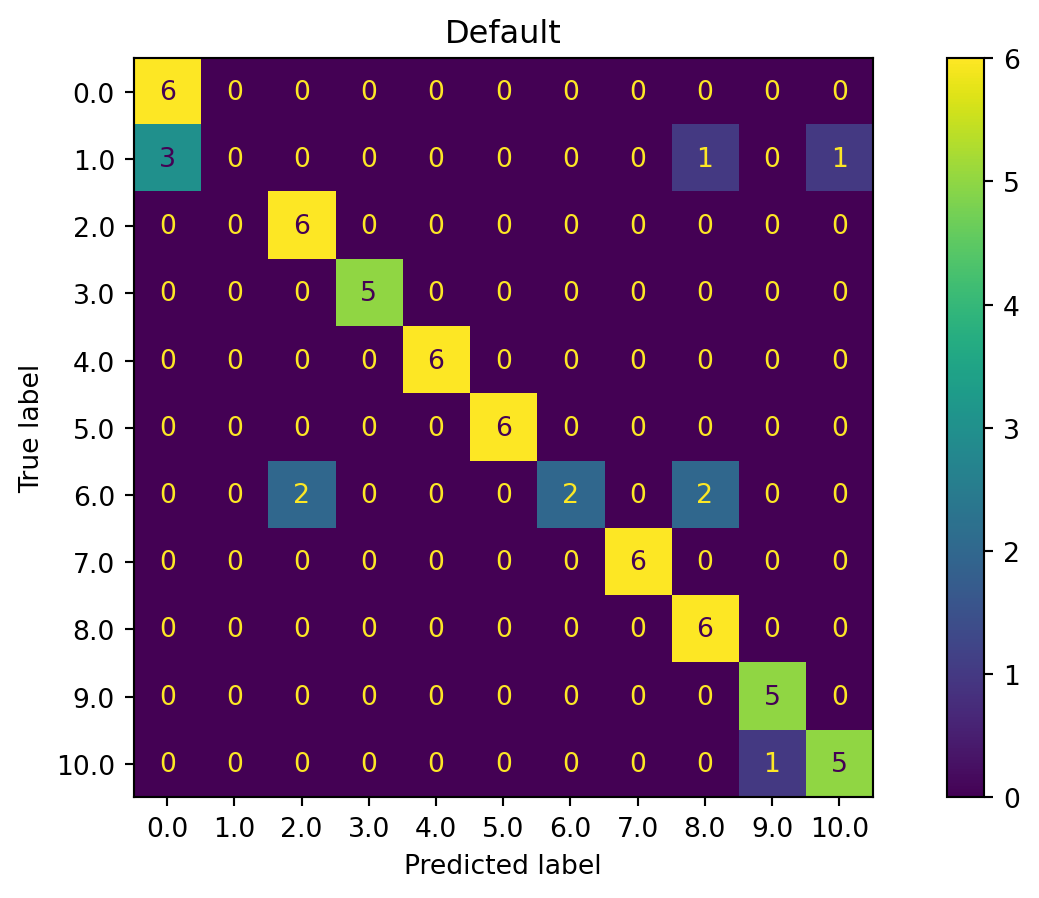 Default
0.0 6 0 0 0 0 0 0 0 0 0 0
1.0 3 0 0 0 0 0 0 0 1 0 1
2.0 0 0 6 0 0 0 0 0 0 0 0
3.0 0 0 0 5 0 0 0 0 0 0 0
4.0 0 0 0 0 6 0 0 0 0 0 0
5.0 0 0 0 0 0 6 0 0 0 0 0
6.0 0 0 2 0 0 0 2 0 2 0 0
7.0 0 0 0 0 0 0 0 6 0 0 0
8.0 0 0 0 0 0 0 0 0 6 0 0
9.0 0 0 0 0 0 0 0 0 0 5 0
10.0 0 0 0 0 0 0 0 0 0 1 5
0.0 1.0 2.0 3.0 4.0 5.0 6.0 7.0 8.0 9.0 10.0
Predicted label
True label
6
5
4
3
2
1
0